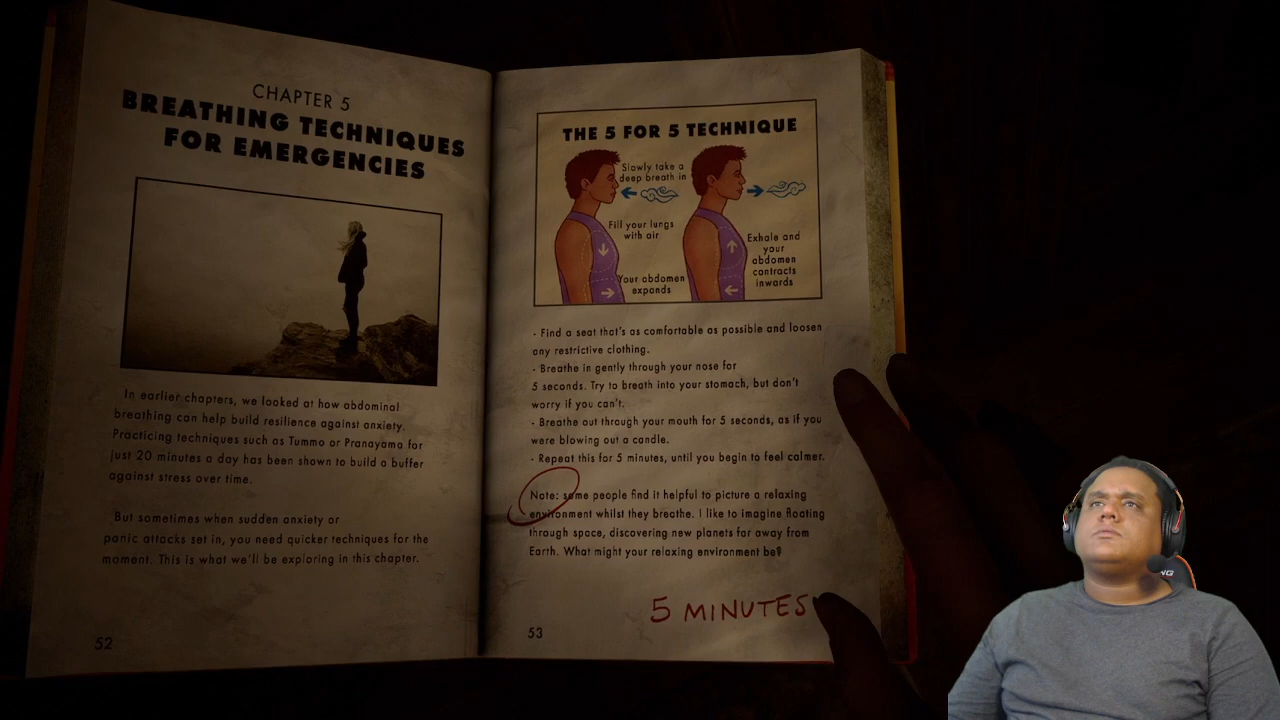 CHAPTER 5
BREATHING TECHNIQUES
FOR EMERGENCIES
In earlier chapters, we looked at how abdominal
breathing can help build resilience against anxiety.
Practicing techniques such as Tummo or Pranayama for
just 20 minutes a day has been shown to build a buffer
against stress over time.
But sometimes when sudden anxiety or
panic attacks set in, you need quicker techniques for the
moment. This is what we'll be exploring in this chapter.
52
THE 5 FOR 5 TECHNIQUE
Slowly take a
deep breath in
Fill your lungs
with air
Your abdomen
expands
Exhale and
your
abdomen
contracts
inwards
- Find a seat that's as comfortable as possible and loosen
any restrictive clothing.
- Breathe in gently through your nose for
5 seconds. Try to breath into your stomach, but don't
worry if you can't.
- Breathe out through your mouth for 5 seconds, as if you
were blowing out a candle.
- Repeat this for 5 minutes, until you begin to feel calmer.
Note: some people find it helpful to picture a relaxing
environment whilst they breathe. I like to imagine floating
through space, discovering new planets far away from
Earth. What might your relaxing environment be?
5 MINUTES
53
NG